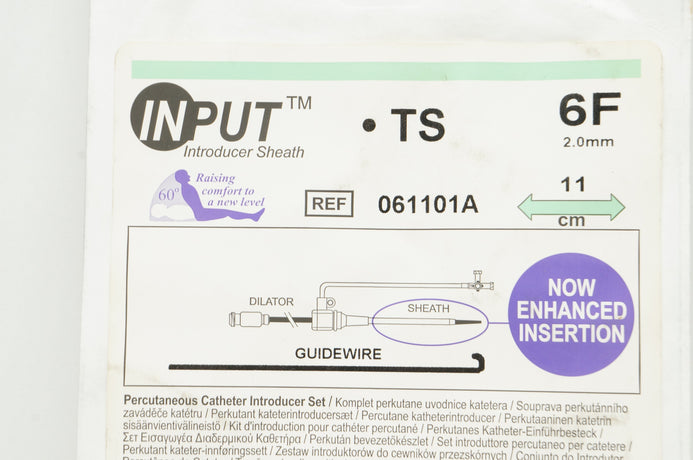 INPUT™
Introducer Sheath
• TS
6F
2.0mm
60°
Raising
comfort to
a new level
REF 061101A
11
cm
DILATOR
SHEATH
GUIDEWIRE
NOW
ENHANCED
INSERTION
Percutaneous Catheter Introducer Set / Komplet perkutane uvodnice katetera / Souprava perkutánního
zaváděče katétru / Perkutant kateterintroducersæt / Percutane katheterintroducer / Perkutaaninen katetrin
sisäänvientivälineistö / Kit d'introduction pour cathéter percutané / Perkutanes Katheter-Einführbesteck /
Σετ Εισαγωγέα Διαδερμικού Καθετήρα / Perkután bevezetőkészlet / Set introduttore percutaneo per catetere /
Perkutant kateter-innføringssett / Zestaw introduktorów do cewników przezskórnych / Conjunto do Introdutor